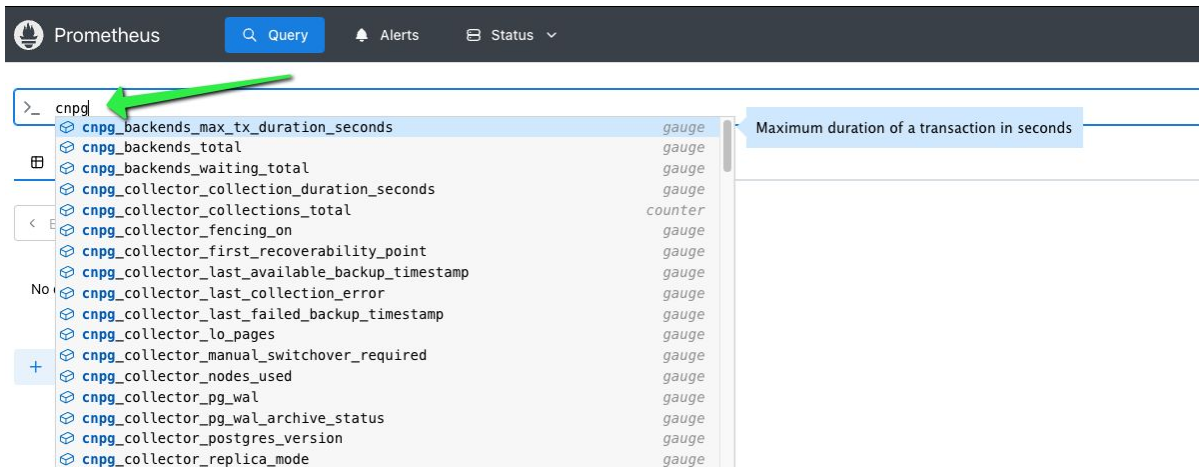 Prometheus Query Alerts Status
>_ cnpg
cnpg_backends_max_tx_duration_seconds gauge Maximum duration of a transaction in seconds
cnpg_backends_total gauge
cnpg_backends_waiting_total gauge
cnpg_collector_collection_duration_seconds gauge
cnpg_collector_collections_total counter
cnpg_collector_fencing_on gauge
cnpg_collector_first_recoverability_point gauge
cnpg_collector_last_available_backup_timestamp gauge
No
cnpg_collector_last_collection_error gauge
cnpg_collector_last_failed_backup_timestamp gauge
cnpg_collector_lo_pages gauge
cnpg_collector_manual_switchover_required gauge
+
cnpg_collector_nodes_used gauge
cnpg_collector_pg_wal gauge
cnpg_collector_pg_wal_archive_status gauge
cnpg_collector_postgres_version gauge
cnpg_collector_replica_mode gauge